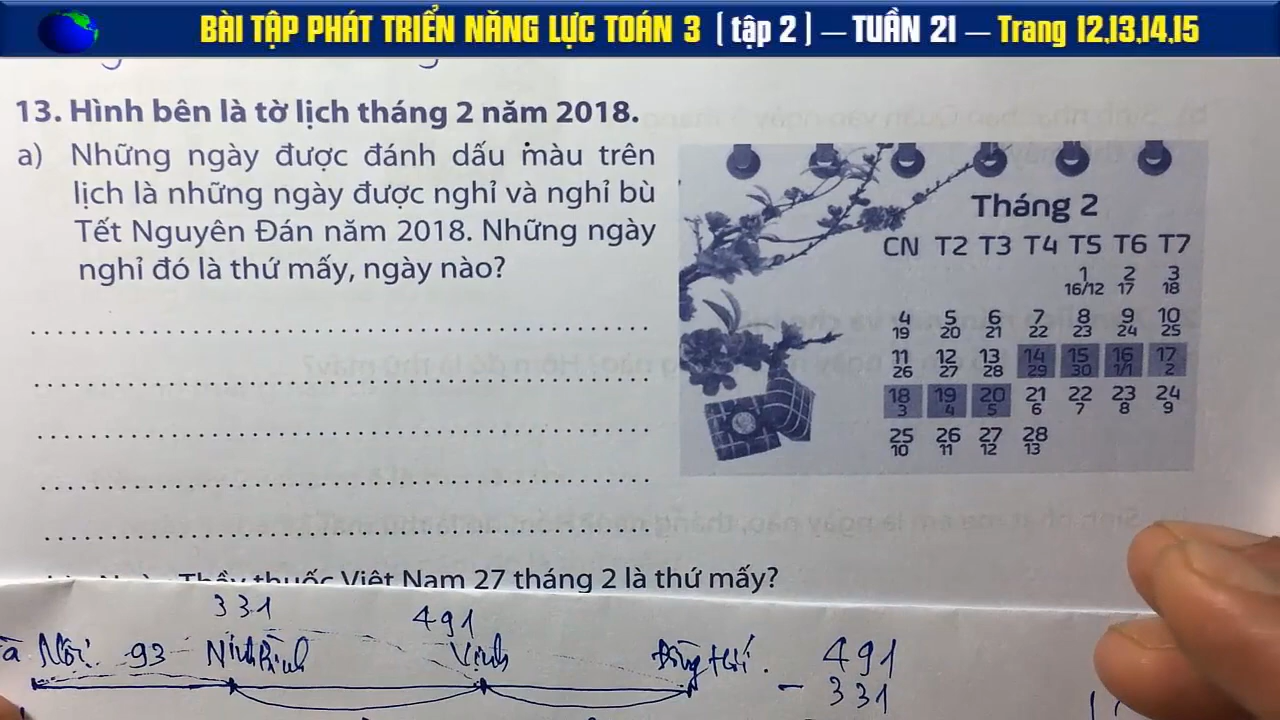 BÀI TẬP PHÁT TRIỂN NĂNG LỰC TOÁN 3 ( tập 2 ) – TUẦN 21 – Trang 12,13,14,15
13. Hình bên là tờ lịch tháng 2 năm 2018.
a) Những ngày được đánh dấu màu trên
lịch là những ngày được nghỉ và nghỉ bù
Tết Nguyên Đán năm 2018. Những ngày
nghỉ đó là thứ mấy, ngày nào?
Tháng 2
CN T2 T3 T4 T5 T6 T7
1 2 3
16/12 17 18
4 5 6 7 8 9 10
19 20 21 22 23 24 25
11 12 13 14 15 16 17
26 27 28 29 30 1/1 2
18 19 20 21 22 23 24
3 4 5 6 7 8 9
25 26 27 28
10 11 12 13
Thầy thuốc Việt Nam 27 tháng 2 là thứ mấy?
331 491
Nội 93 Ninh Bình Vinh Đồng Hới. 491
- 331